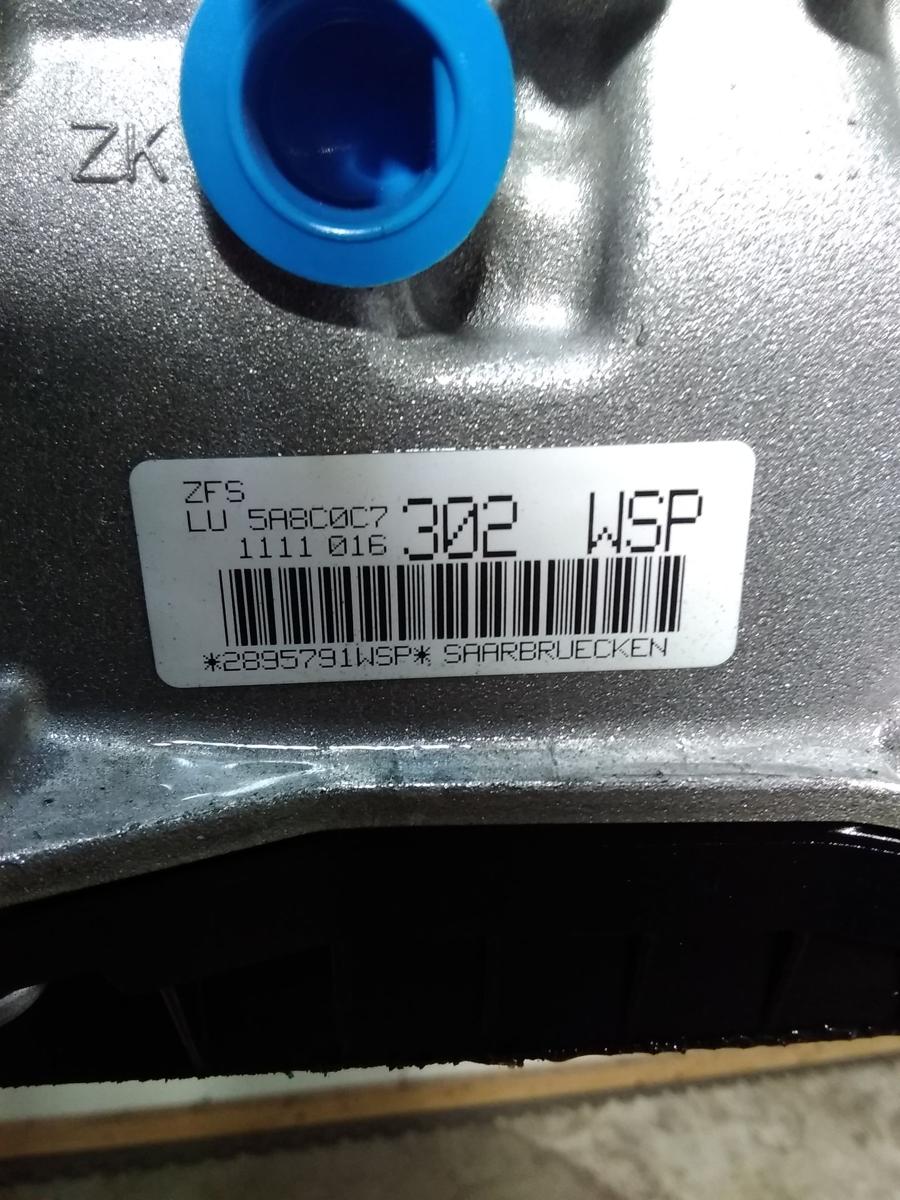 ZK
ZFS
LU 5A8C0C7
1111 016
302 WSP
*2895791WSP* SAARBRUECKEN